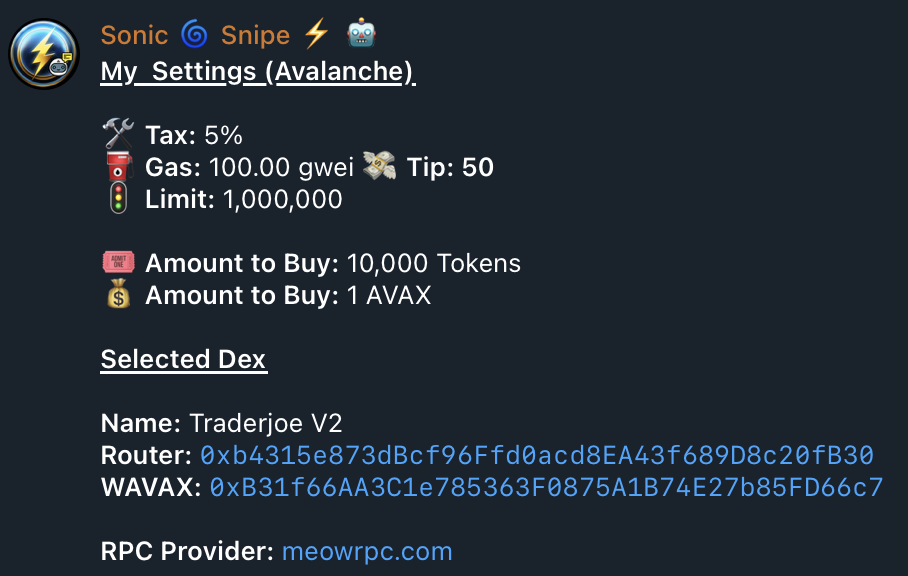 Sonic 🌀 Snipe ⚡ 🤖
My Settings (Avalanche)
🛠 Tax: 5%
⛽ Gas: 100.00 gwei 💸 Tip: 50
🚦 Limit: 1,000,000
🎟 Amount to Buy: 10,000 Tokens
💰 Amount to Buy: 1 AVAX
Selected Dex
Name: Traderjoe V2
Router: 0xb4315e873dBcf96Ffd0acd8EA43f689D8c20fB30
WAVAX: 0xB31f66AA3C1e785363F0875A1B74E27b85FD66c7
RPC Provider: meowrpc.com